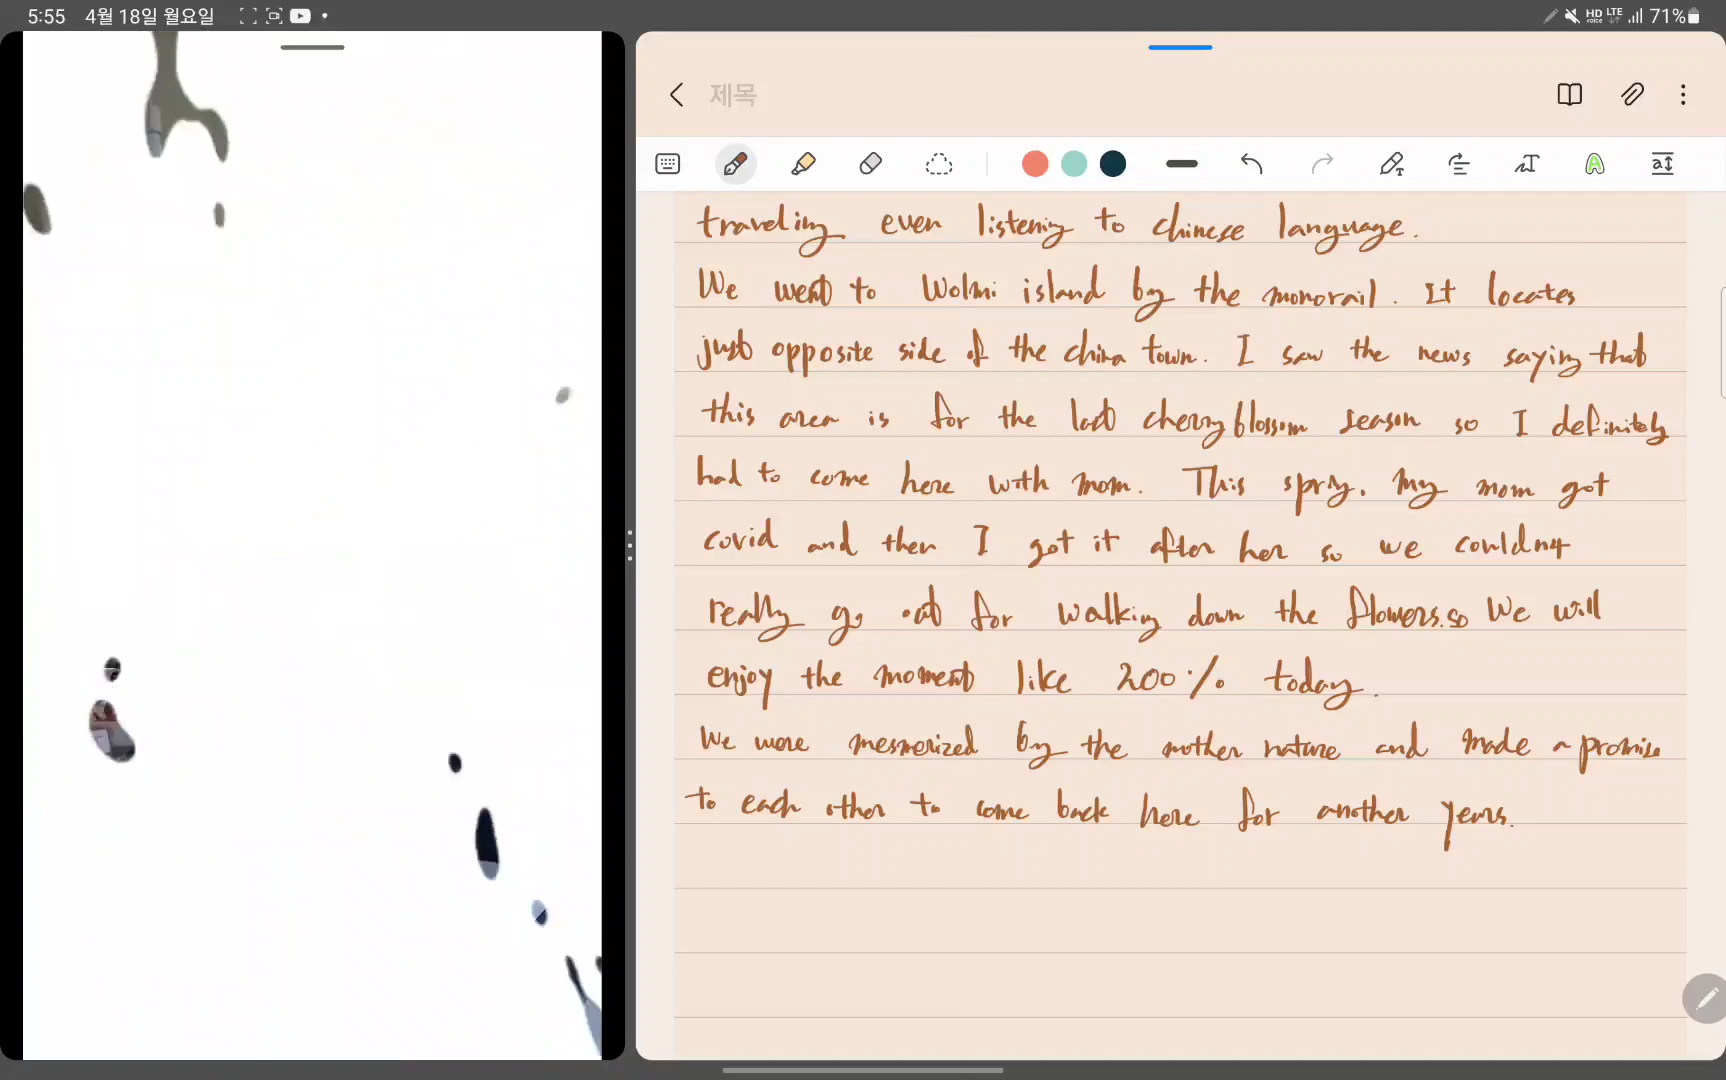 5:55 4월 18일 월요일
HD voice LTE 71%
제목
traveling even listening to chinese language.
We went to Wolmi island by the monorail. It locates
just opposite side of the china town. I saw the news saying that
this area is for the last cherryblossom season so I definitely
had to come here with mom. This spring, my mom got
covid and then I got it after her so we couldn't
really go out for walking down the flowers. so We will
enjoy the moment like 200% today.
We were mesmerized by the mother nature and made a promise
to each other to come back here for another years.